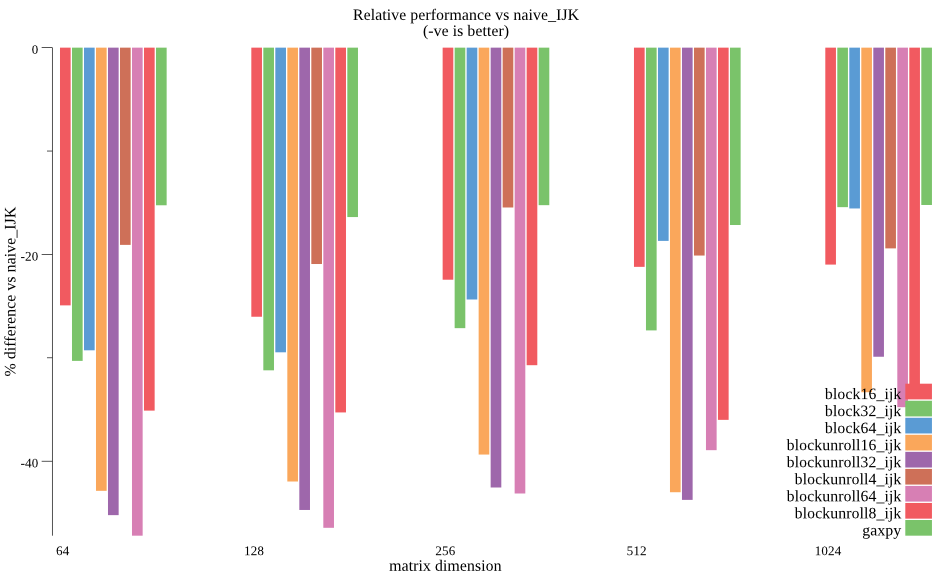 Relative performance vs naive_IJK
(-ve is better)
% difference vs naive_IJK
0
-20
-40
block16_ijk
block32_ijk
block64_ijk
blockunroll16_ijk
blockunroll32_ijk
blockunroll4_ijk
blockunroll64_ijk
blockunroll8_ijk
gaxpy
64 128 256 512 1024
matrix dimension